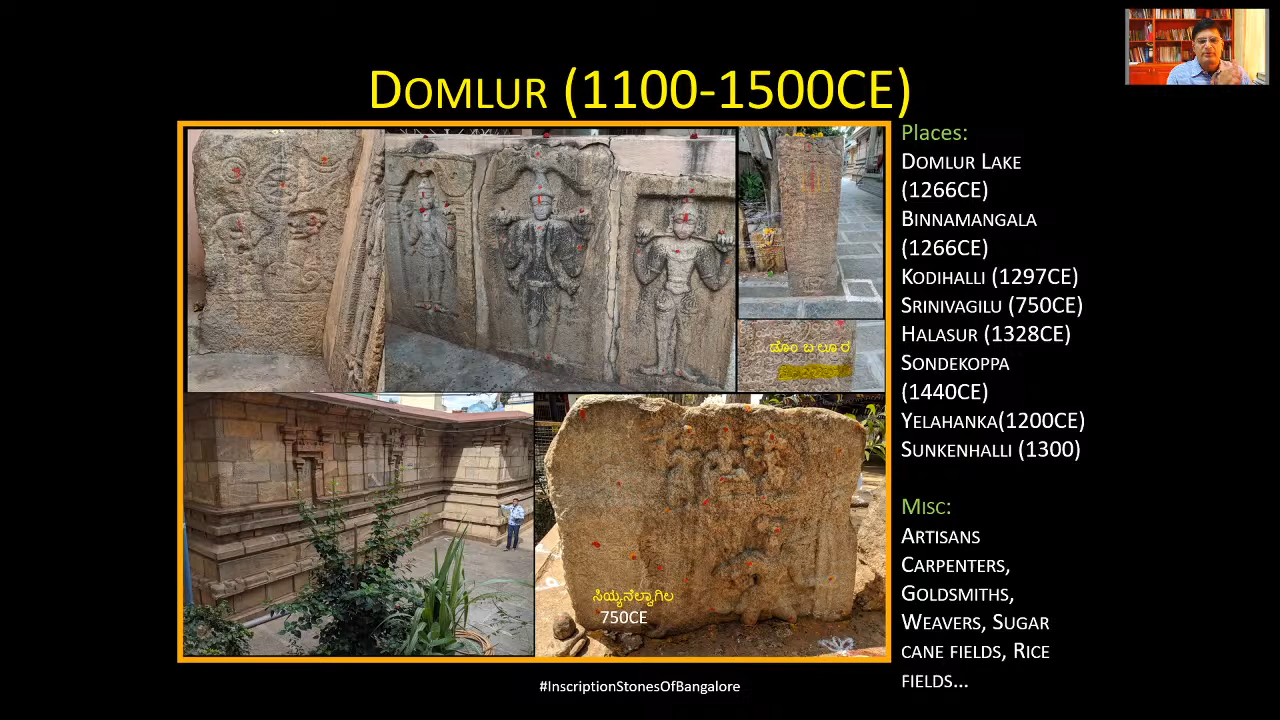 DOMLUR (1100-1500CE)
Places:
DOMLUR LAKE
(1266CE)
BINNAMANGALA
(1266CE)
KODIHALLI (1297CE)
SRINIVAGILU (750CE)
HALASUR (1328CE)
SONDEKOPPA
(1440CE)
YELAHANKA(1200CE)
SUNKENHALLI (1300)
Misc:
ARTISANS
CARPENTERS,
GOLDSMITHS,
WEAVERS, SUGAR
CANE FIELDS, RICE
FIELDS...
ಡೊಂಬಲೂರ
ಸಿಯ್ಯನೆಲ್ವಾಗಿಲ
750CE
#InscriptionStonesOfBangalore